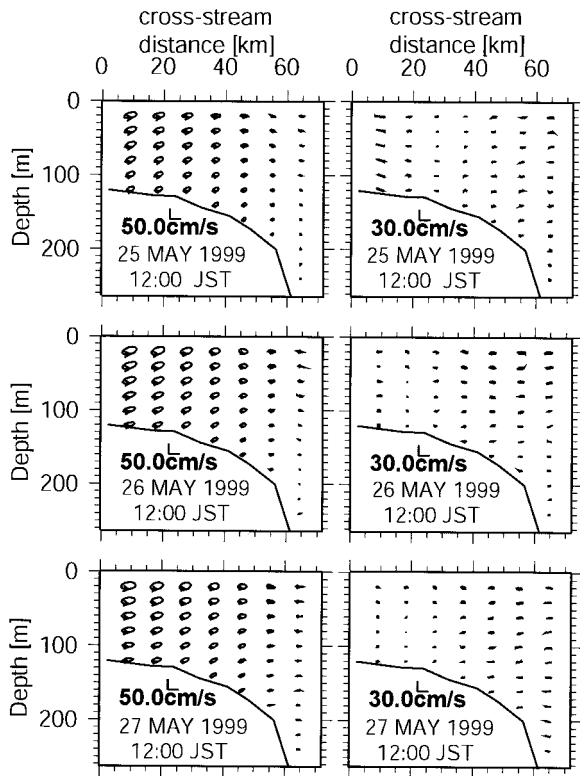 cross-stream cross-stream
distance [km] distance [km]
0 20 40 60 0 20 40 60
0
100
200
Depth [m]
50.0cm/s
25 MAY 1999
12:00 JST
30.0cm/s
25 MAY 1999
12:00 JST
0
100
200
Depth [m]
50.0cm/s
26 MAY 1999
12:00 JST
30.0cm/s
26 MAY 1999
12:00 JST
0
100
200
Depth [m]
50.0cm/s
27 MAY 1999
12:00 JST
30.0cm/s
27 MAY 1999
12:00 JST